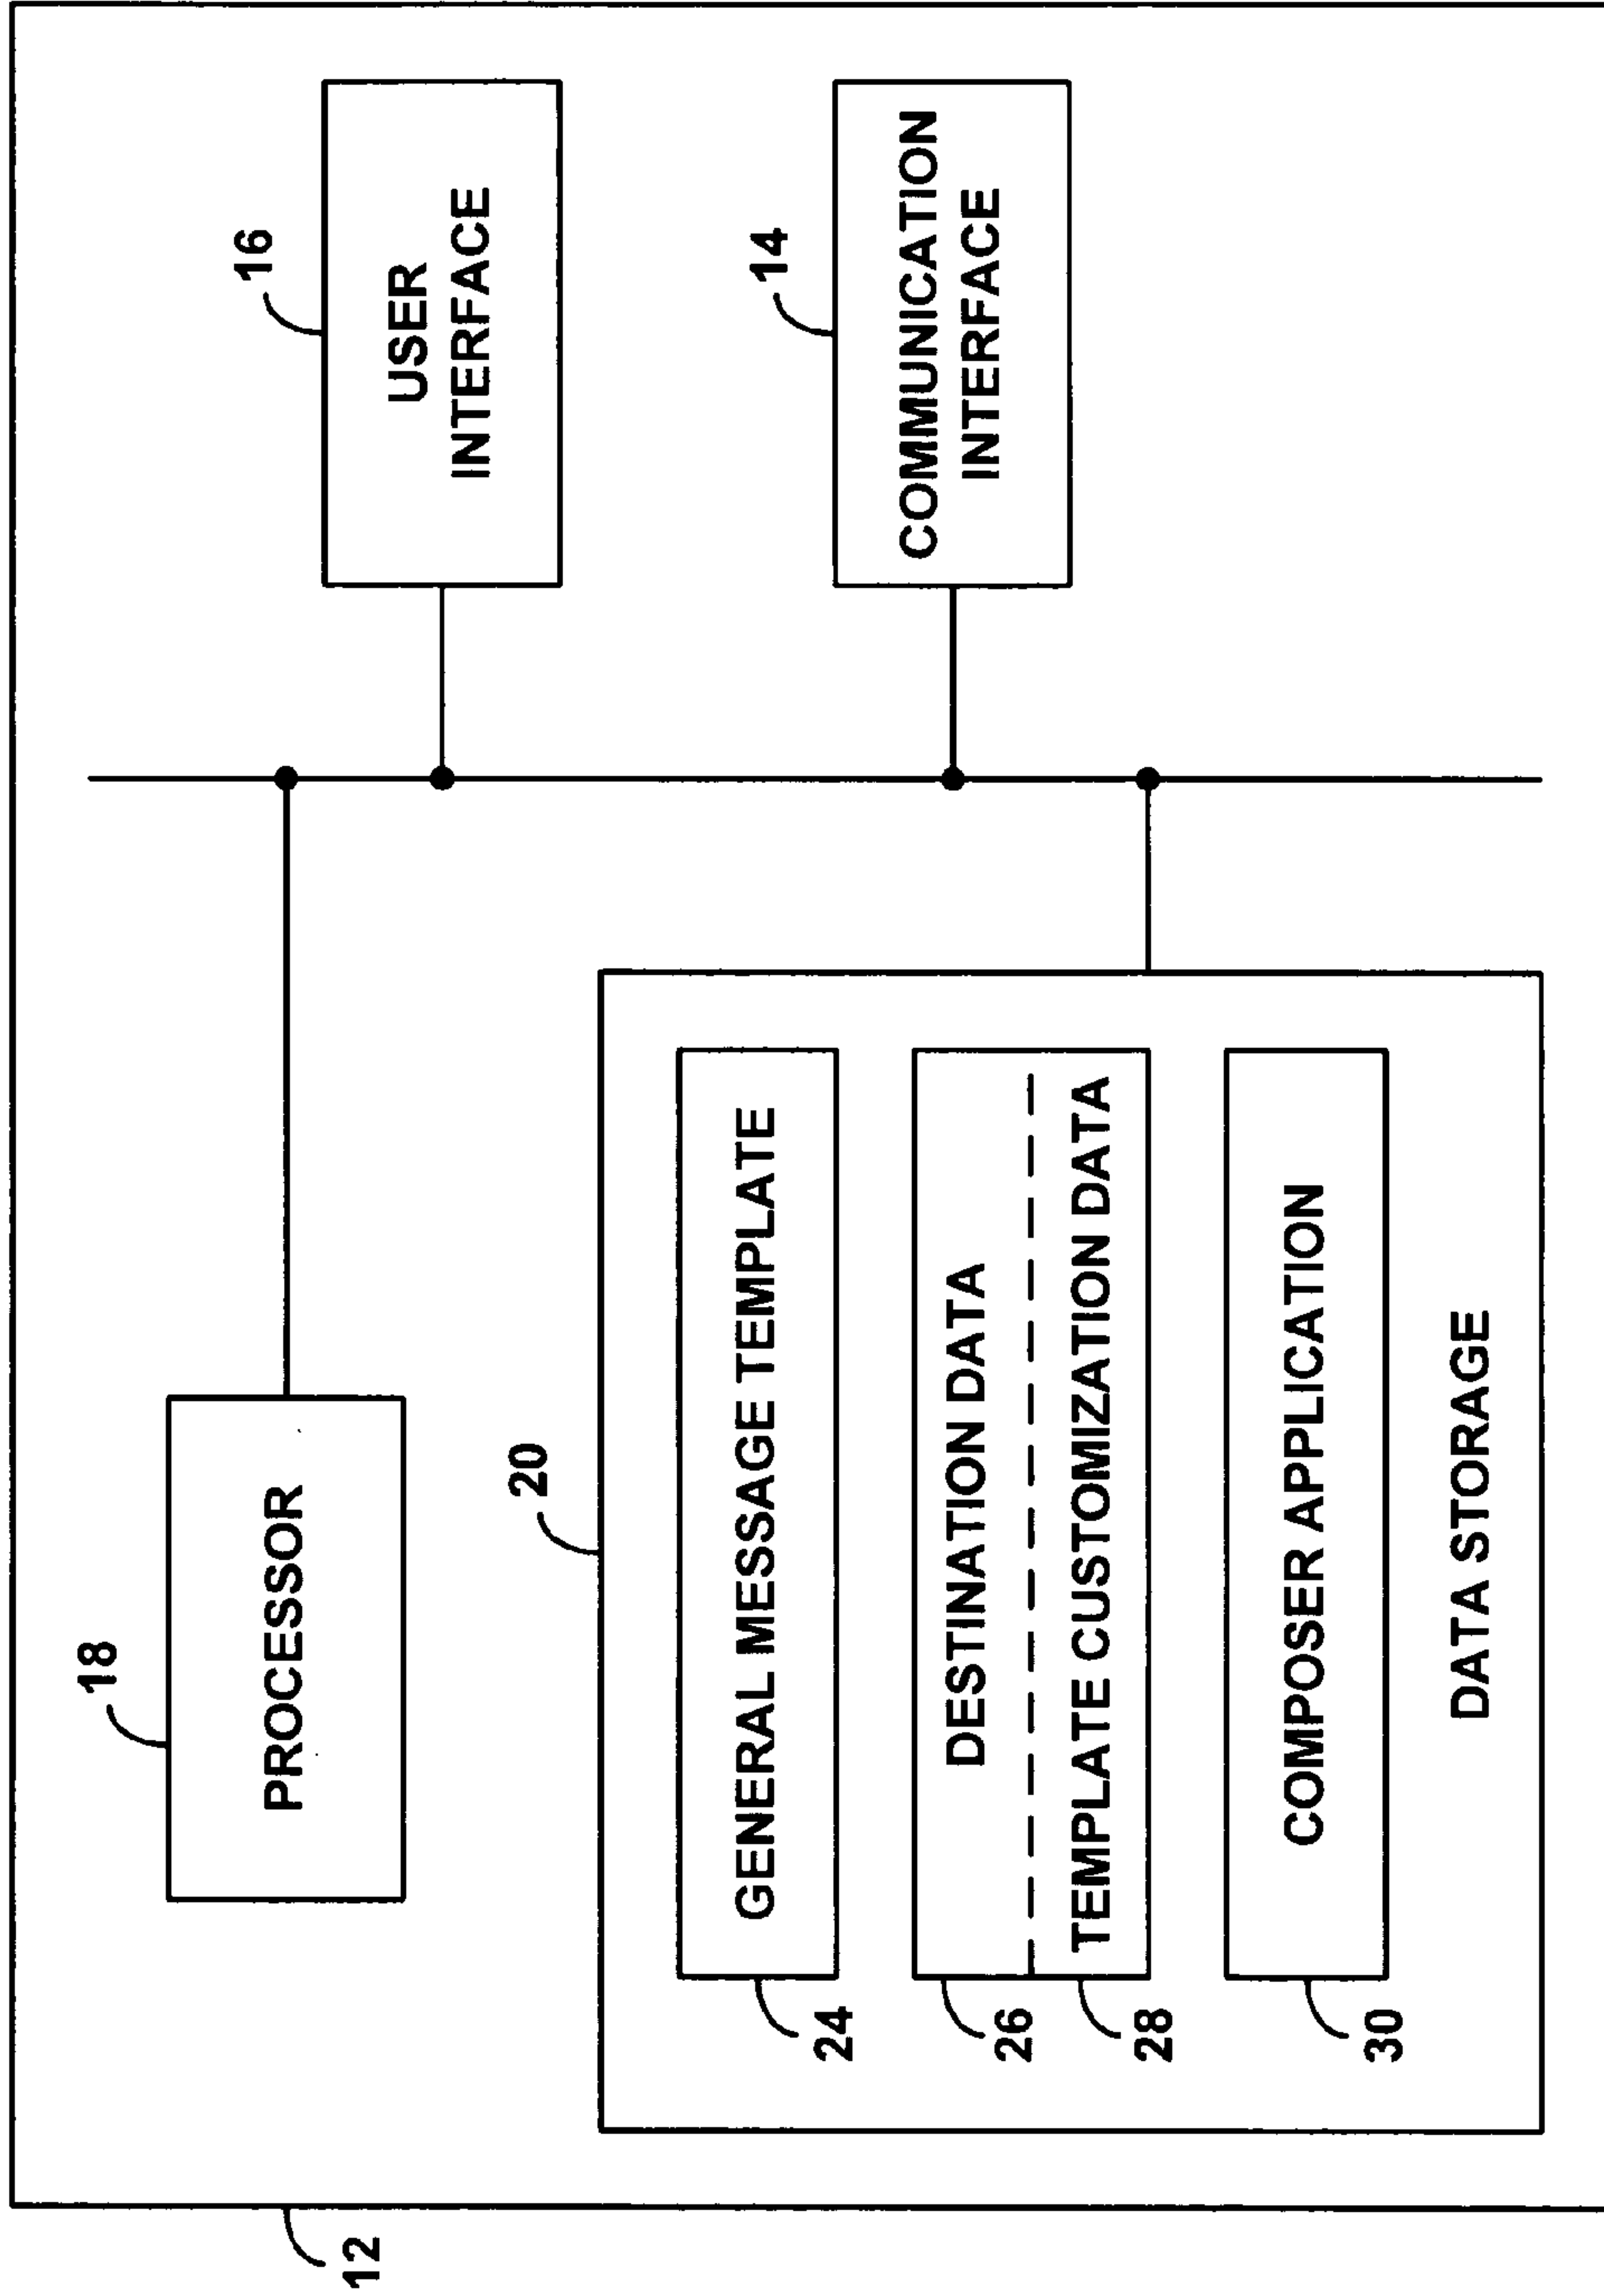 12
18
PROCESSOR
16
USER
INTERFACE
20
24
GENERAL MESSAGE TEMPLATE
26
DESTINATION DATA
28
TEMPLATE CUSTOMIZATION DATA
30
COMPOSER APPLICATION
DATA STORAGE
14
COMMUNICATION
INTERFACE